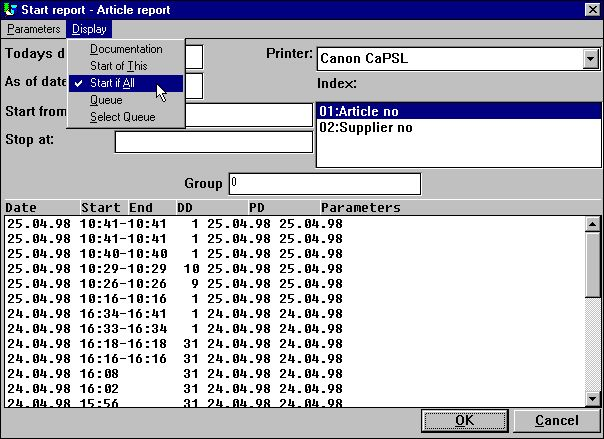 Start report - Article report
Parameters Display
Documentation
Start of This
Start if All
Queue
Select Queue
Todays d
As of date
Start from
Stop at:
Printer: Canon CaPSL
Index:
01:Article no
02:Supplier no
Group 0
Date Start End DD PD Parameters
25.04.98 10:41-10:41 1 25.04.98 25.04.98
25.04.98 10:41-10:41 1 25.04.98 25.04.98
25.04.98 10:40-10:40 1 25.04.98 25.04.98
25.04.98 10:29-10:29 10 25.04.98 25.04.98
25.04.98 10:26-10:26 9 25.04.98 25.04.98
25.04.98 10:16-10:16 1 25.04.98 25.04.98
24.04.98 16:34-16:41 1 24.04.98 24.04.98
24.04.98 16:33-16:34 1 24.04.98 24.04.98
24.04.98 16:18-16:18 31 24.04.98 24.04.98
24.04.98 16:16-16:16 31 24.04.98 24.04.98
24.04.98 16:08 31 24.04.98 24.04.98
24.04.98 16:02 31 24.04.98 24.04.98
24.04.98 15:56 31 24.04.98 24.04.98
OK Cancel